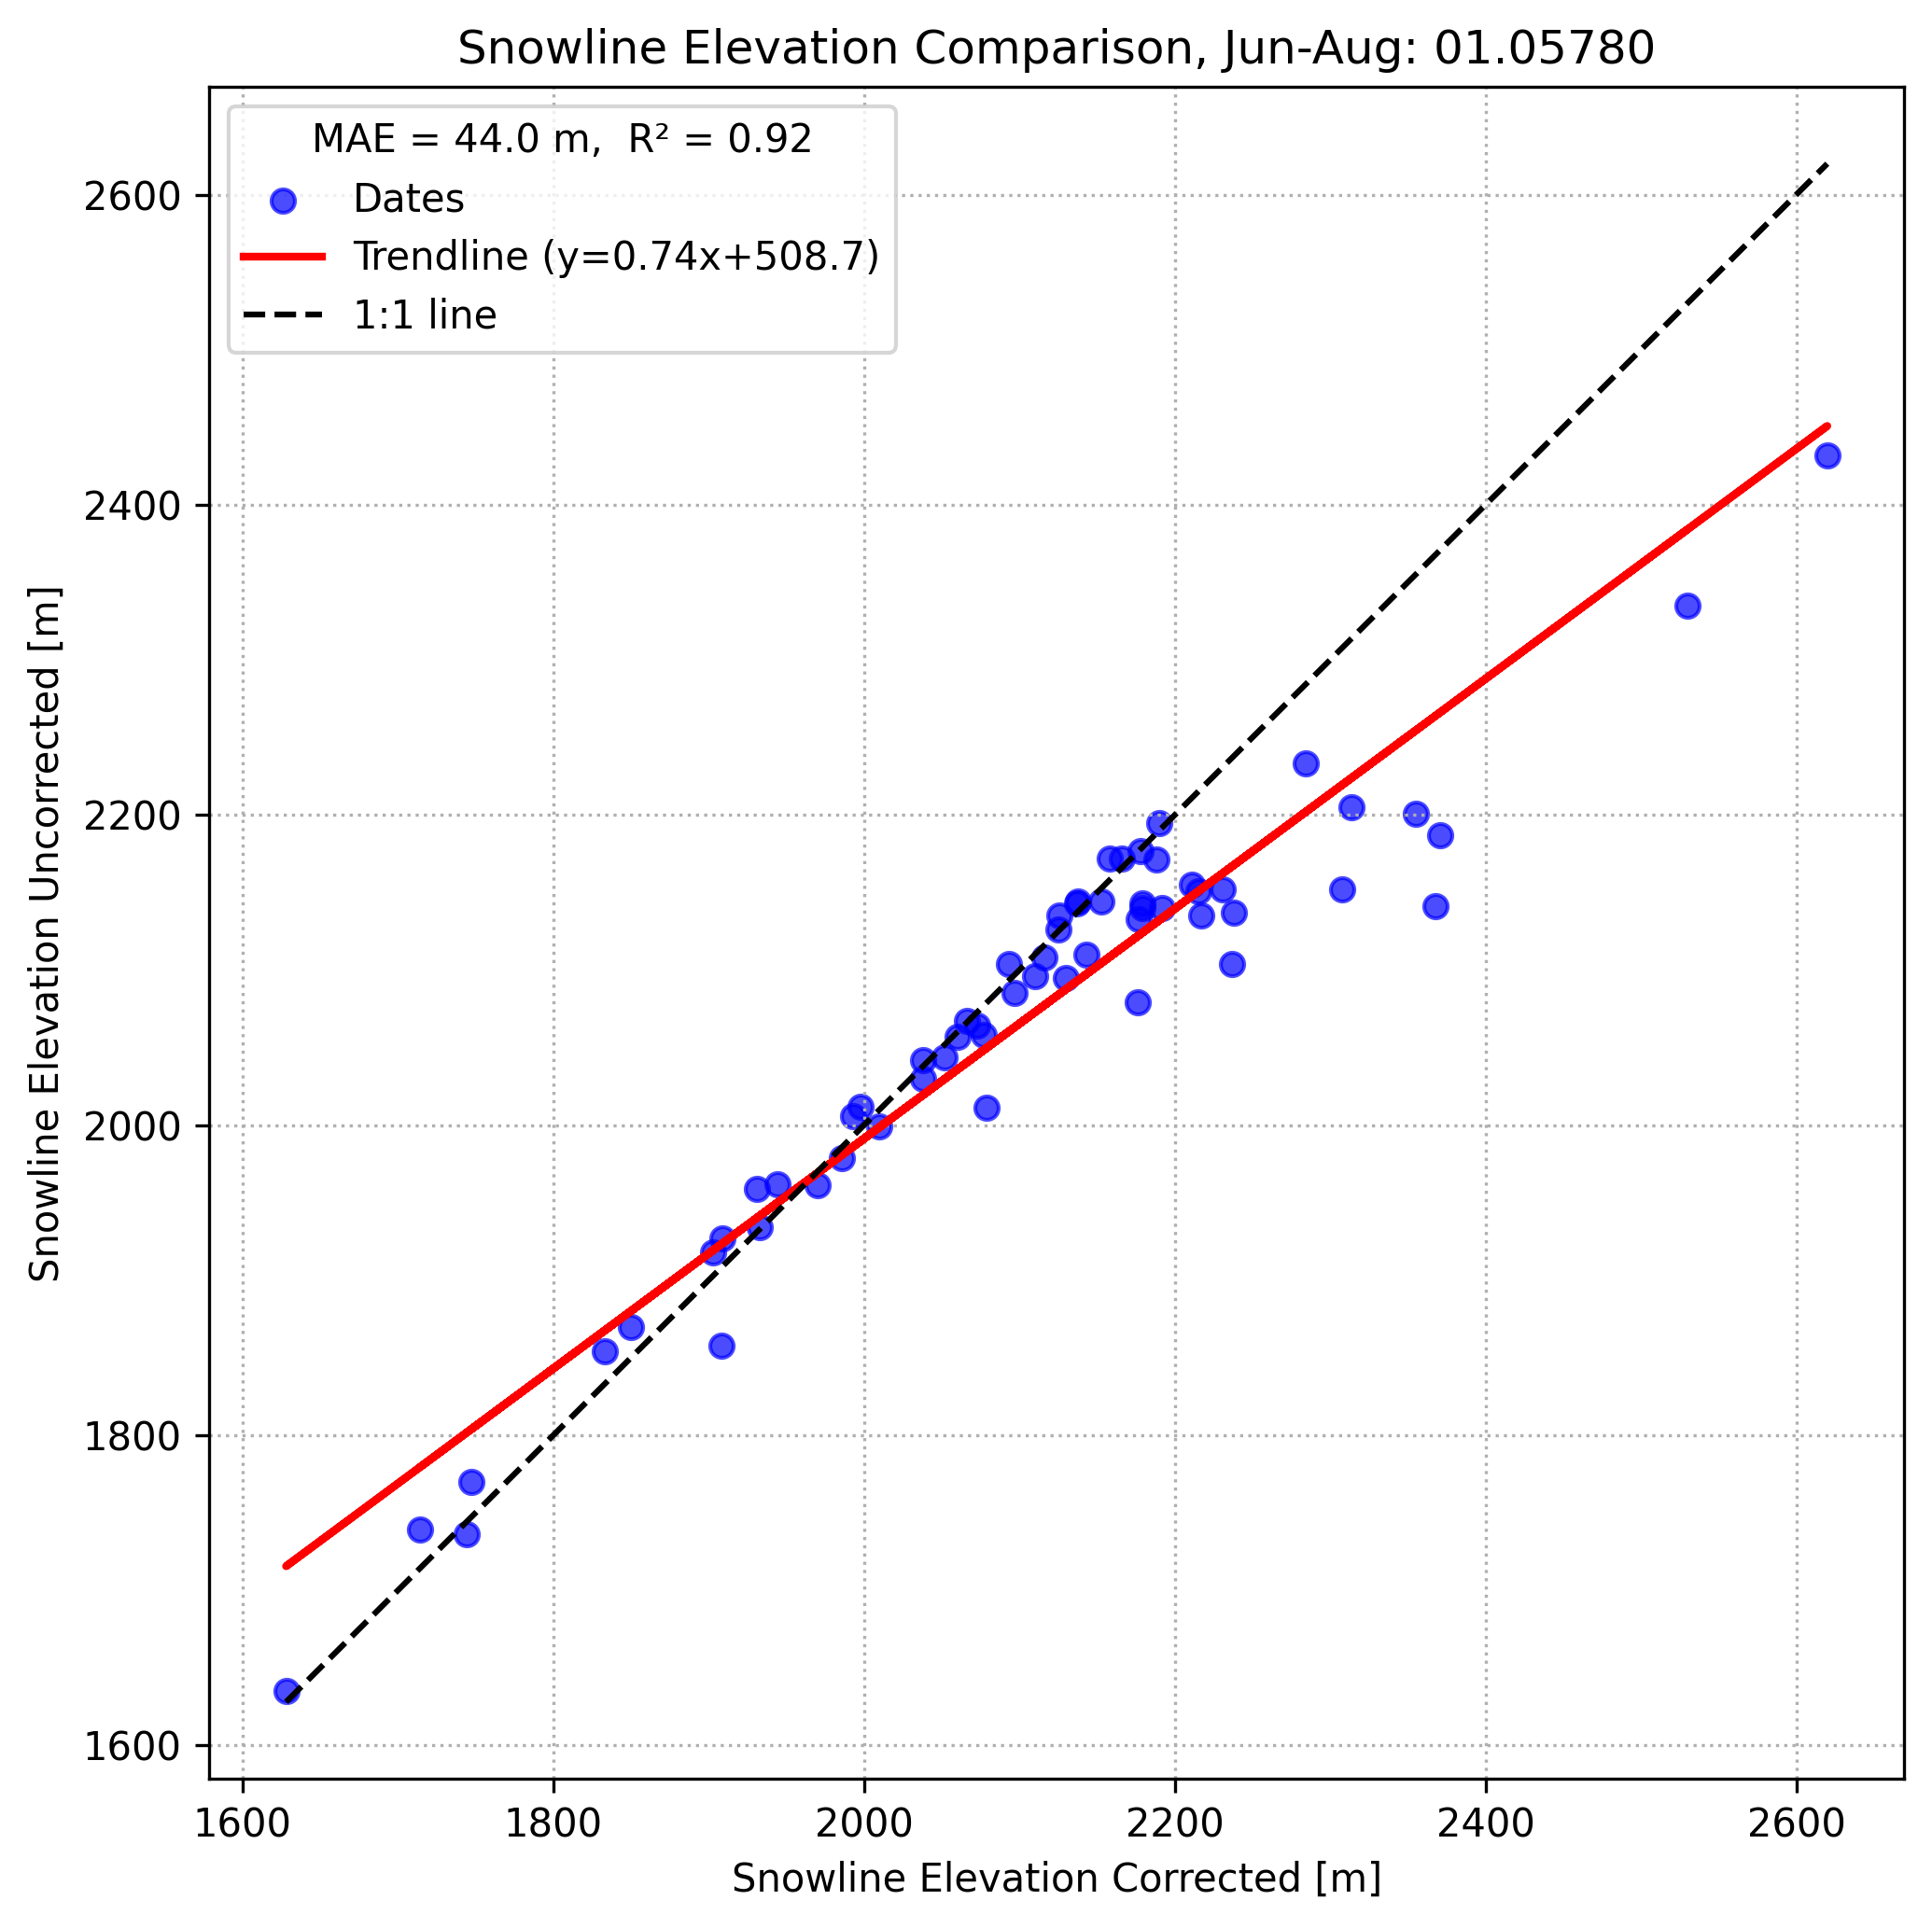 Snowline Elevation Comparison, Jun-Aug: 01.05780
MAE = 44.0 m,  R² = 0.92
Dates
Trendline (y=0.74x+508.7)
1:1 line
Snowline Elevation Uncorrected [m]
2600
2400
2200
2000
1800
1600
1600 1800 2000 2200 2400 2600
Snowline Elevation Corrected [m]